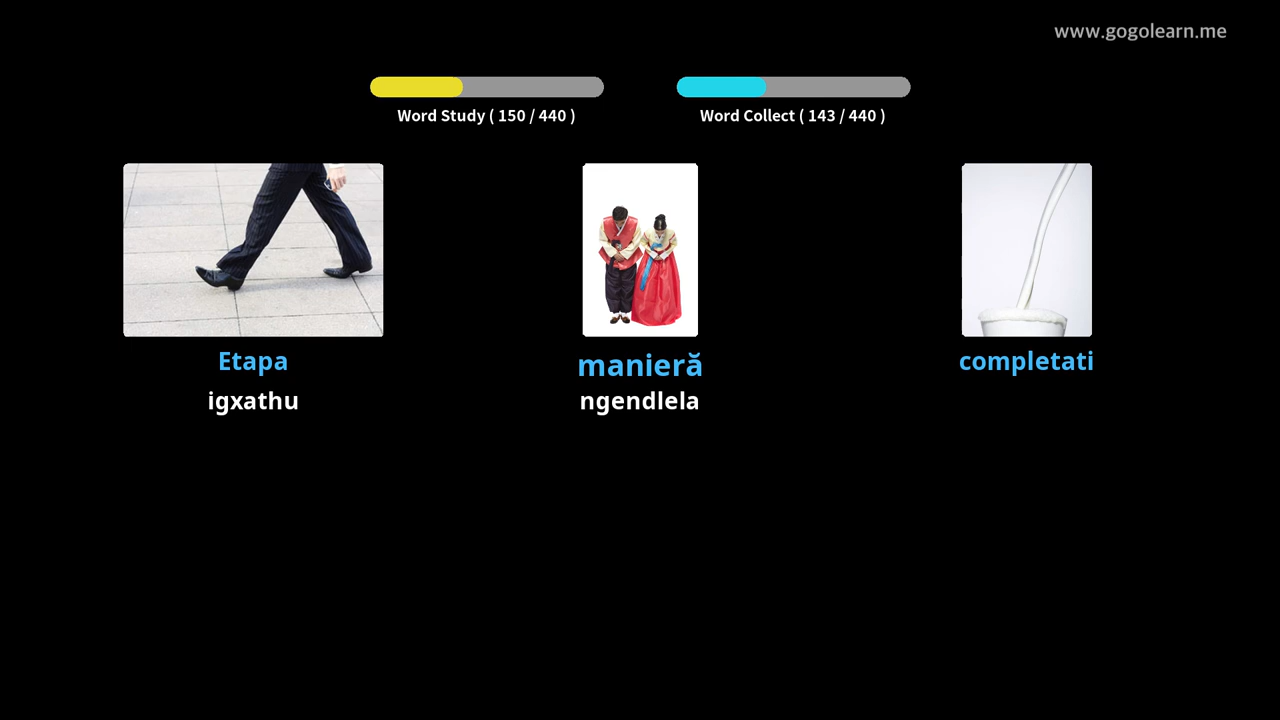 www.gogolearn.me
Word Study ( 150 / 440 )
Word Collect ( 143 / 440 )
Etapa
manieră
completati
igxathu
ngendlela